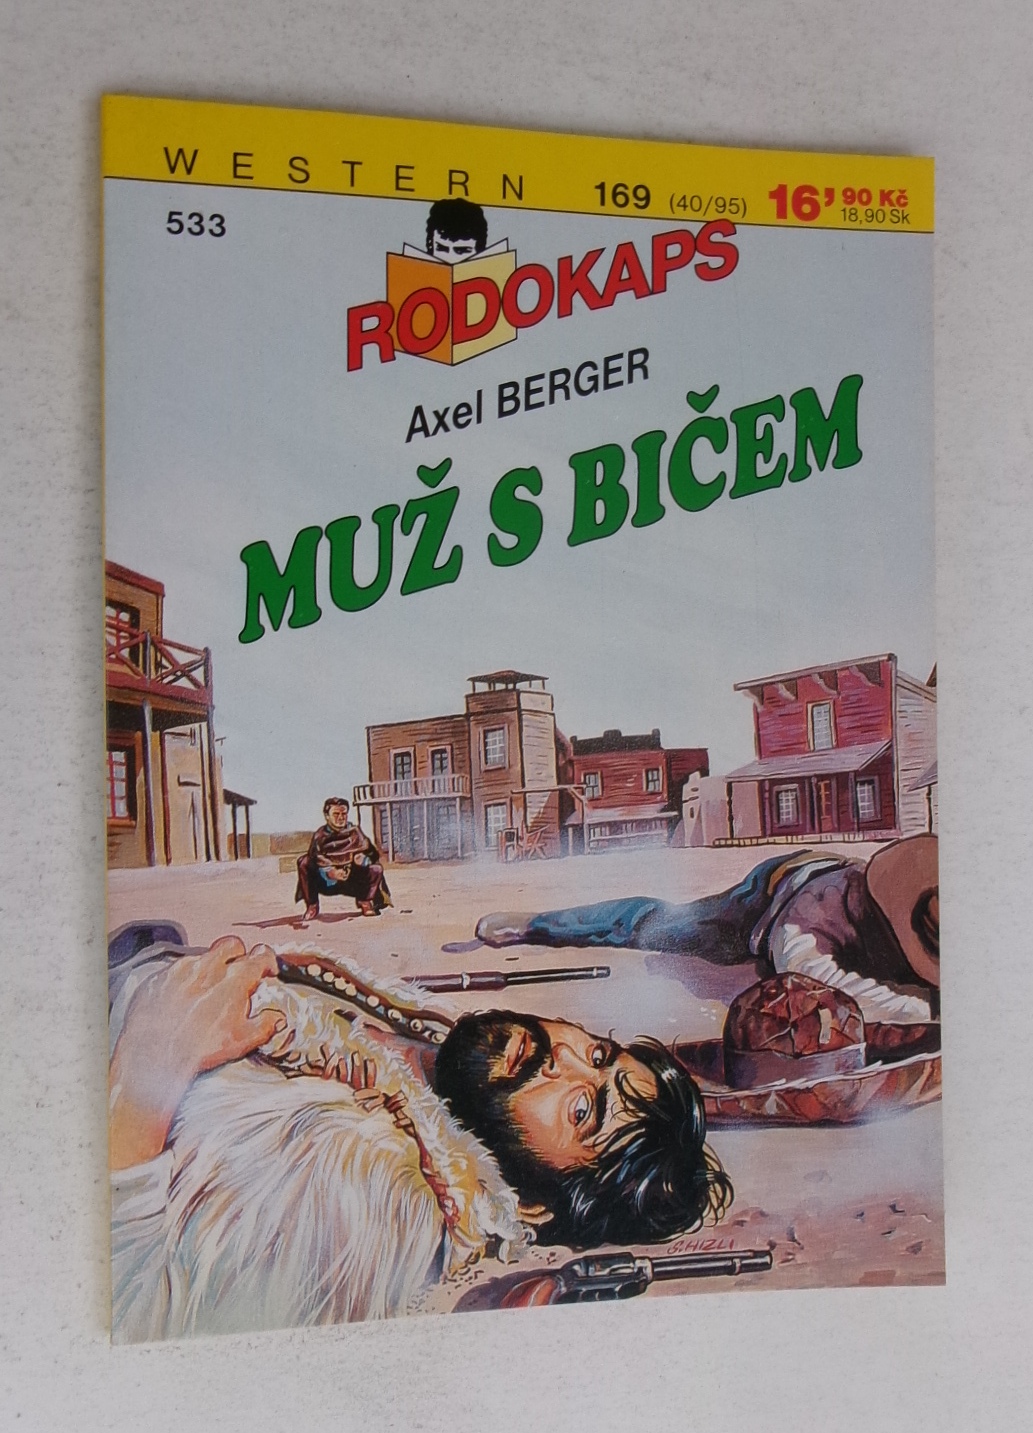 WESTERN 169 (40/95) 16,90 Kč
18,90 Sk
533
RODOKAPS
Axel BERGER
MUŽ S BIČEM